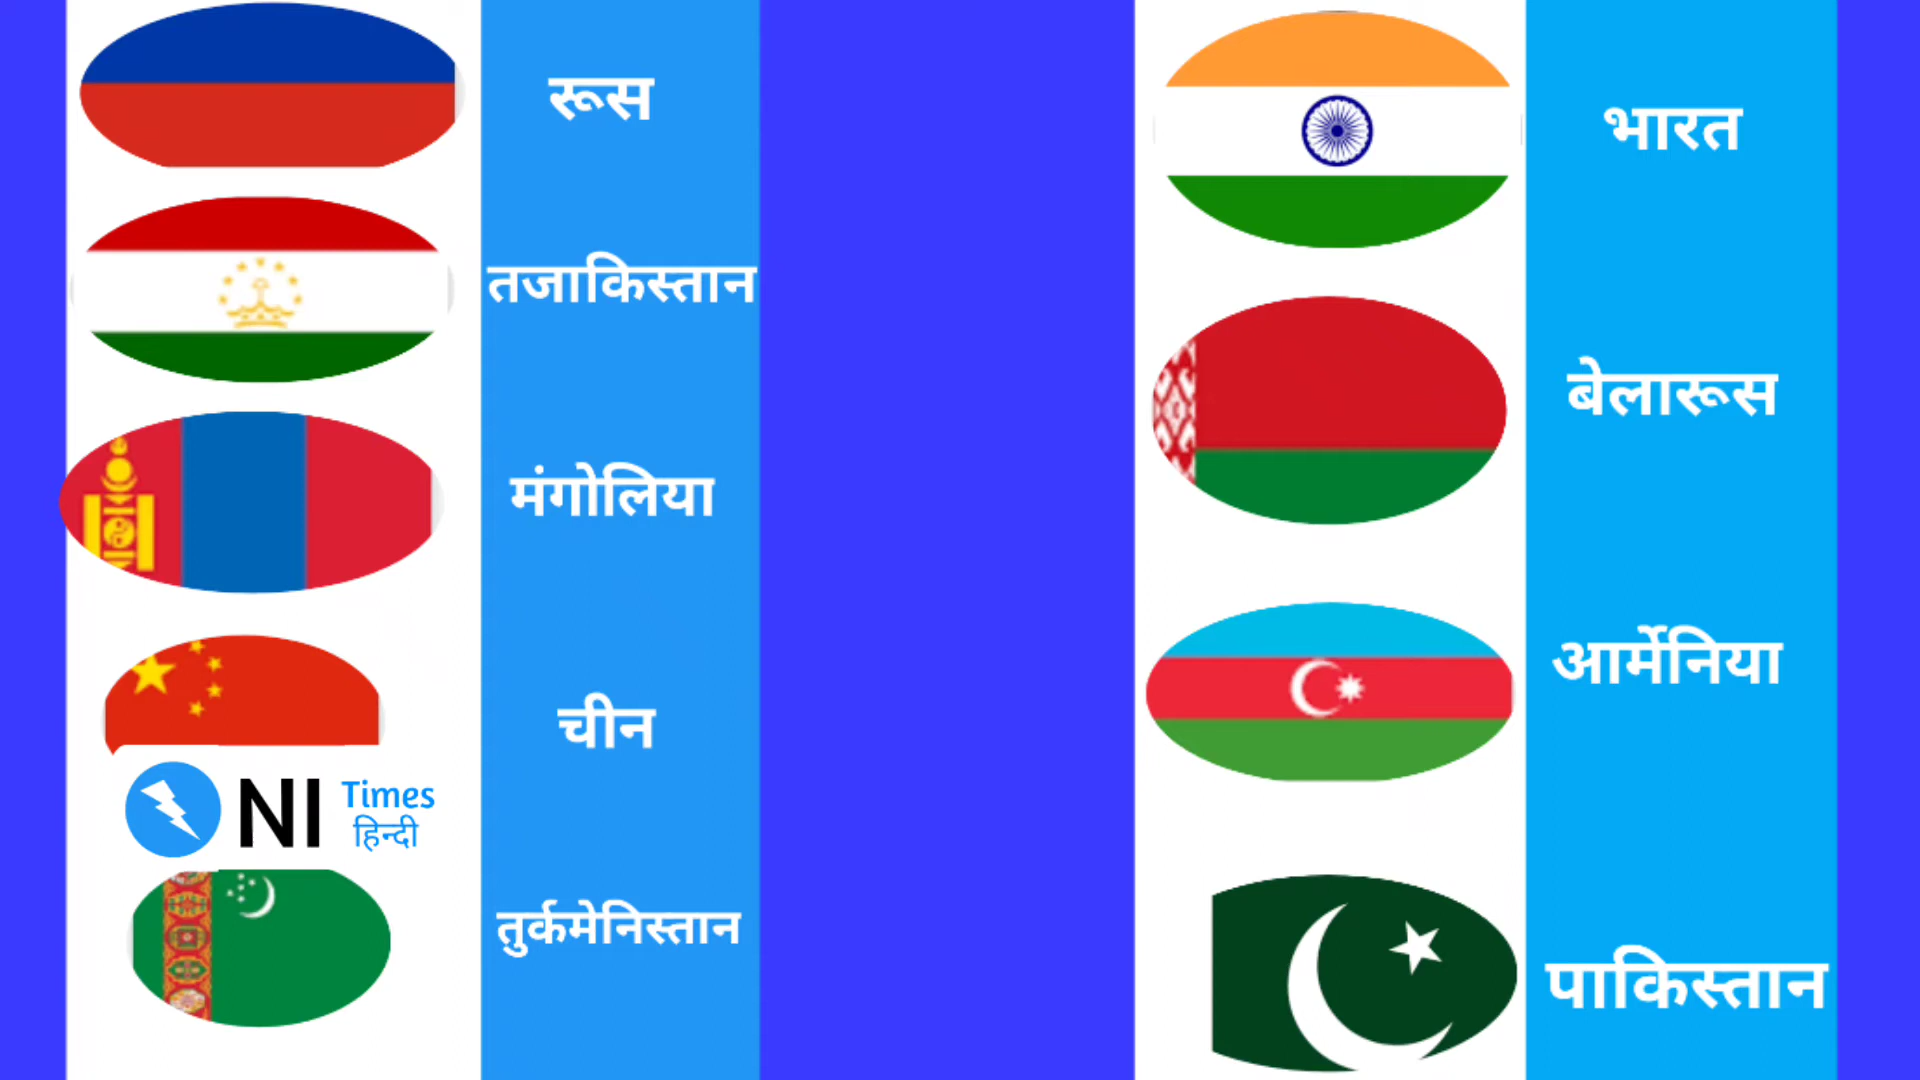 रूस
तजाकिस्तान
मंगोलिया
चीन
NI Times
हिन्दी
तुर्कमेनिस्तान
भारत
बेलारूस
आर्मेनिया
पाकिस्तान